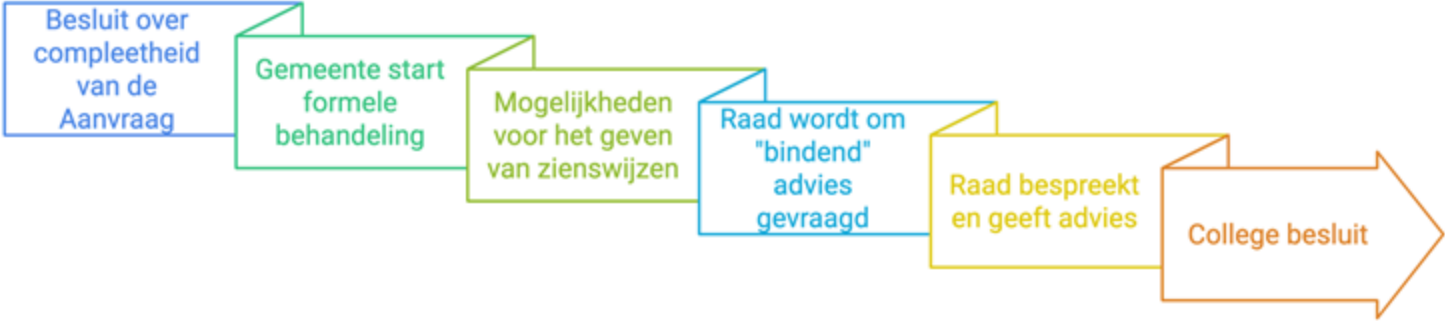 Besluit over
compleetheid
van de
Aanvraag
Gemeente start
formele
behandeling
Mogelijkheden
voor het geven
van zienswijzen
Raad wordt om
"bindend"
advies
gevraagd
Raad bespreekt
en geeft advies
College besluit